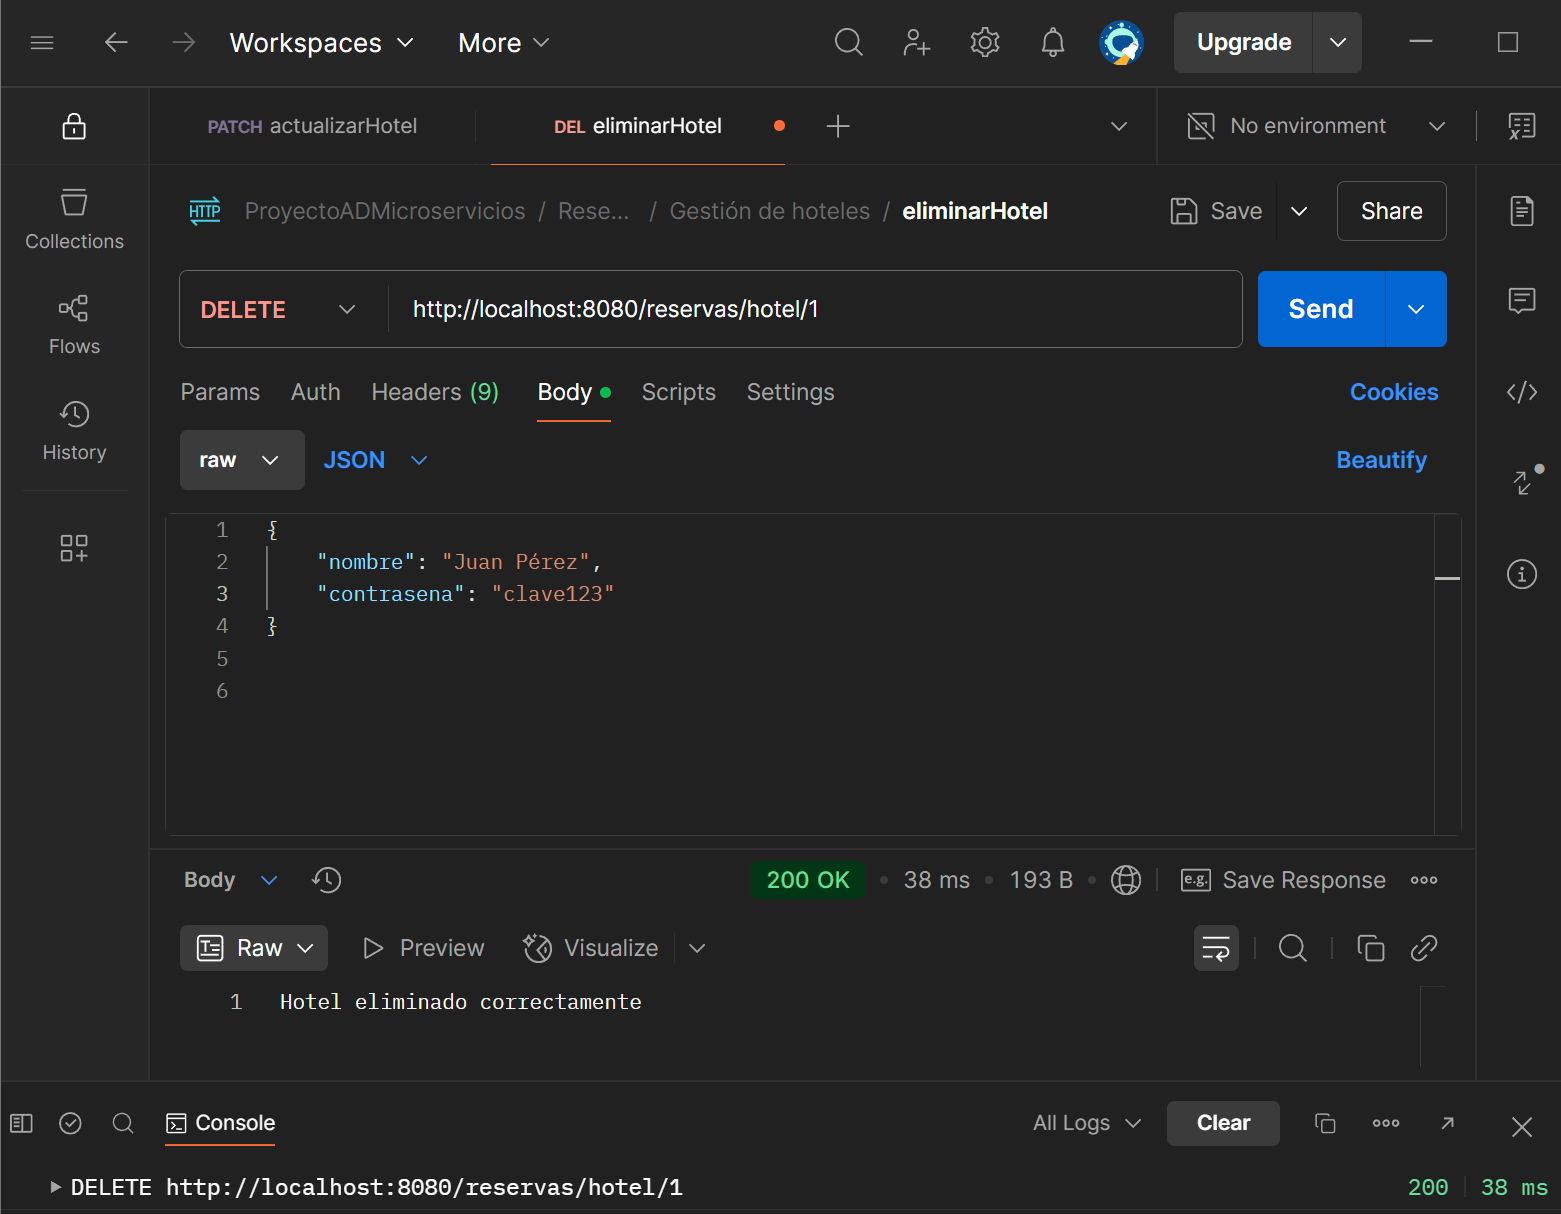 Workspaces More Upgrade
PATCH actualizarHotel DEL eliminarHotel No environment
HTTP ProyectoADMicroservicios / Rese... / Gestión de hoteles / eliminarHotel Save Share
Collections
DELETE http://localhost:8080/reservas/hotel/1 Send
Flows
Params Auth Headers (9) Body Scripts Settings Cookies
History
raw JSON Beautify
1 {
2 "nombre": "Juan Pérez",
3 "contrasena": "clave123"
4 }
5
6
Body 200 OK 38 ms 193 B e.g. Save Response
Raw Preview Visualize
1 Hotel eliminado correctamente
Console All Logs Clear
DELETE http://localhost:8080/reservas/hotel/1 200 38 ms